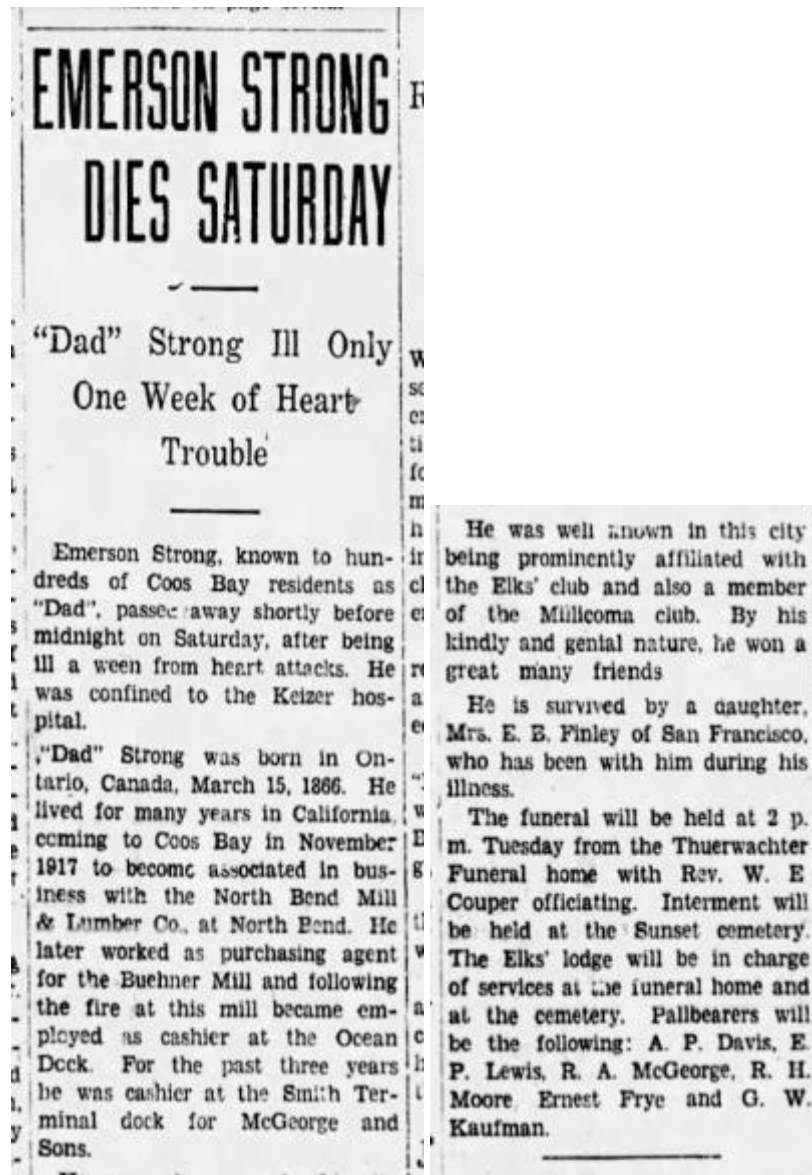 EMERSON STRONG
DIES SATURDAY
"Dad" Strong Ill Only
One Week of Heart
Trouble
Emerson Strong, known to hun-
dreds of Coos Bay residents as
"Dad", passed away shortly before
midnight on Saturday, after being
ill a ween from heart attacks. He
was confined to the Keizer hos-
pital.
"Dad" Strong was born in On-
tario, Canada, March 15, 1866. He
lived for many years in California,
coming to Coos Bay in November
1917 to become associated in bus-
iness with the North Bend Mill
& Lumber Co., at North Bend. He
later worked as purchasing agent
for the Buehner Mill and following
the fire at this mill became em-
ployed as cashier at the Ocean
Dock. For the past three years
he was cashier at the Smith Ter-
minal dock for McGeorge and
Sons.
He was well known in this city
being prominently affiliated with
the Elks' club and also a member
of the Millicoma club. By his
kindly and genial nature, he won a
great many friends
He is survived by a daughter,
Mrs. E. B. Finley of San Francisco,
who has been with him during his
illness.
The funeral will be held at 2 p.
m. Tuesday from the Thuerwachter
Funeral home with Rev. W. E
Couper officiating. Interment will
be held at the Sunset cemetery.
The Elks' lodge will be in charge
of services at the funeral home and
at the cemetery. Pallbearers will
be the following: A. P. Davis, E.
P. Lewis, R. A. McGeorge, R. H.
Moore Ernest Frye and G. W.
Kaufman.